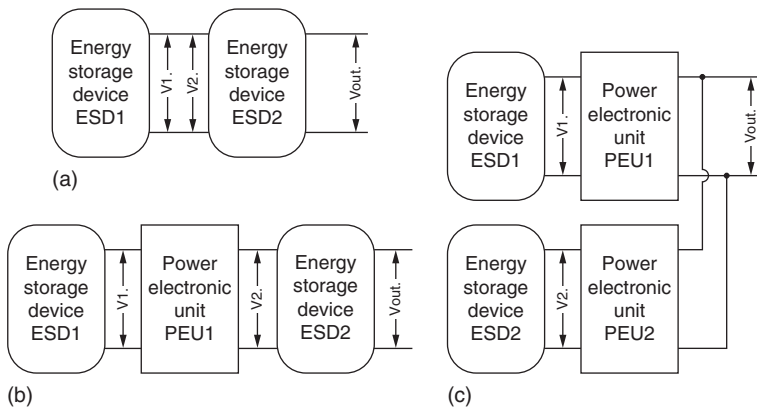 Energy
storage
device
ESD1
V1.
V2.
Energy
storage
device
ESD2
Vout.
(a)
Energy
storage
device
ESD1
V1.
Power
electronic
unit
PEU1
V2.
Energy
storage
device
ESD2
Vout.
(b)
Energy
storage
device
ESD1
V1.
Power
electronic
unit
PEU1
Vout.
Energy
storage
device
ESD2
V2.
Power
electronic
unit
PEU2
(c)